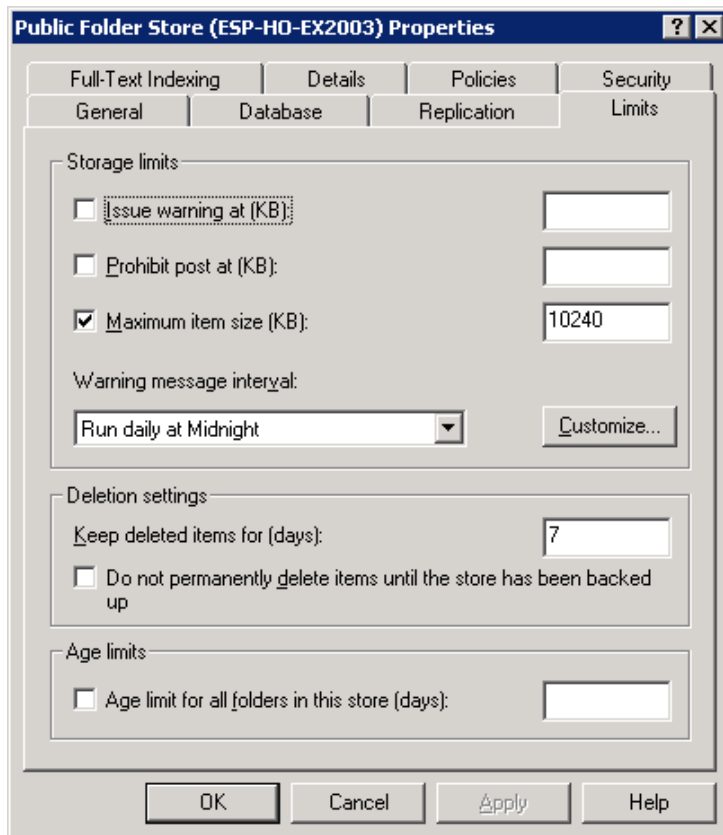 Public Folder Store (ESP-HO-EX2003) Properties
Full-Text Indexing Details Policies Security
General Database Replication Limits
Storage limits
Issue warning at (KB):
Prohibit post at (KB):
Maximum item size (KB): 10240
Warning message interval:
Run daily at Midnight Customize...
Deletion settings
Keep deleted items for (days): 7
Do not permanently delete items until the store has been backed
up
Age limits
Age limit for all folders in this store (days):
OK Cancel Apply Help